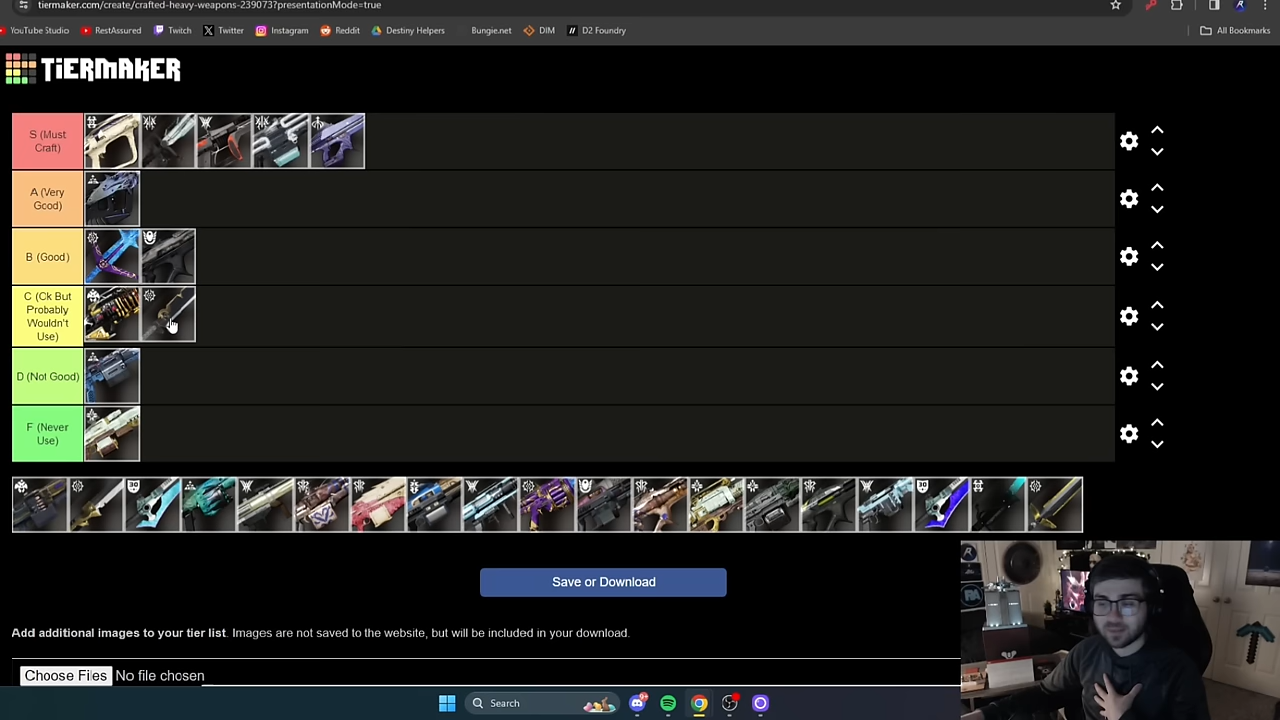 tiermaker.com/create/crafted-heavy-weapons-239073?presentationMode=true
YouTube Studio RestAssured Twitch Twitter Instagram Reddit Destiny Helpers Bungie.net DIM D2 Foundry All Bookmarks
TiERMAKER
S (Must
Craft)
A (Very
Good)
B (Good)
C (Ok But
Probably
Wouldn't
Use)
D (Not Good)
F (Never
Use)
Save or Download
Add additional images to your tier list. Images are not saved to the website, but will be included in your download.
Choose Files No file chosen
Search